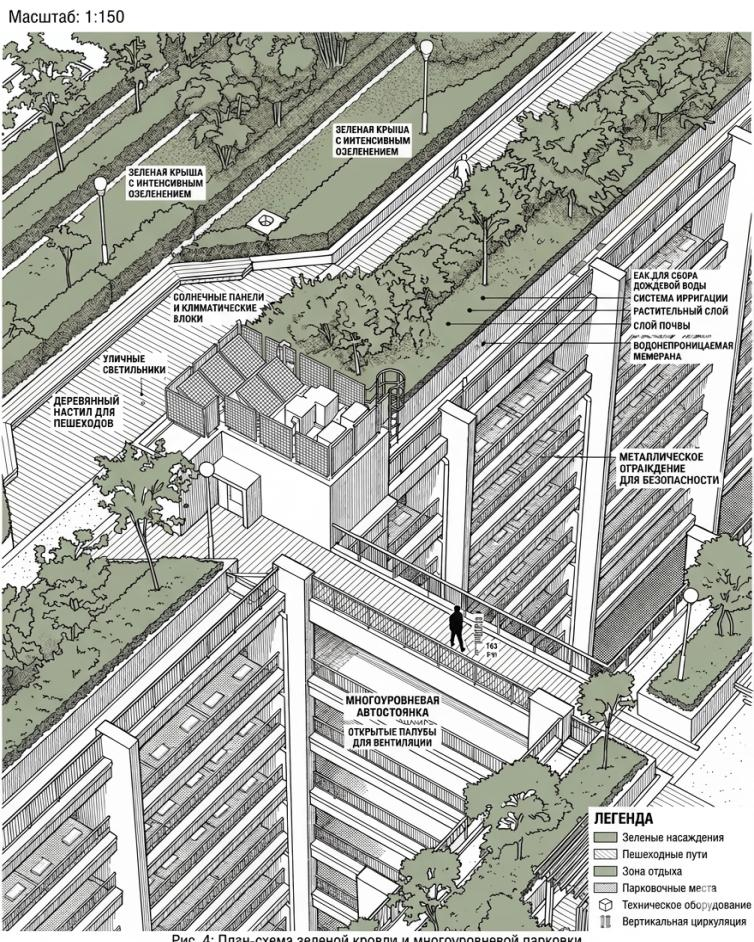 Масштаб: 1:150
ЗЕЛЕНАЯ КРЫША
С ИНТЕНСИВНЫМ
ОЗЕЛЕНЕНИЕМ
ЗЕЛЕНАЯ КРЫША
С ИНТЕНСИВНЫМ
ОЗЕЛЕНЕНИЕМ
СОЛНЕЧНЫЕ ПАНЕЛИ
И КЛИМАТИЧЕСКИЕ
БЛОКИ
ЕАК.ДЛЯ СБОРА
ДОЖДЕВОЙ ВОДЫ
СИСТЕМА ИРРИГАЦИИ
РАСТИТЕЛЬНЫЙ СЛОЙ
СЛОЙ ПОЧВЫ
ВОДОНЕПРОНИЦАЕМАЯ
МЕМЕРАНА
УЛИЧНЫЕ
СВЕТИЛЬНИКИ
ДЕРЕВЯННЫЙ
НАСТИЛ ДЛЯ
ПЕШЕХОДОВ
МЕТАЛЛИЧЕСКОЕ
ОГРАЖДЕНИЕ
ДЛЯ БЕЗОПАСНОСТИ
163
МНОГОУРОВНЕВАЯ
АВТОСТОЯНКА
ОТКРЫТЫЕ ПАЛУБЫ
ДЛЯ ВЕНТИЛЯЦИИ
ЛЕГЕНДА
Зеленые насаждения
Пешеходные пути
Зона отдыха
Парковочные места
Техническое оборудование
Вертикальная циркуляция
Рис. 4: План-схема зеленой кровли и многоуровневой парковки